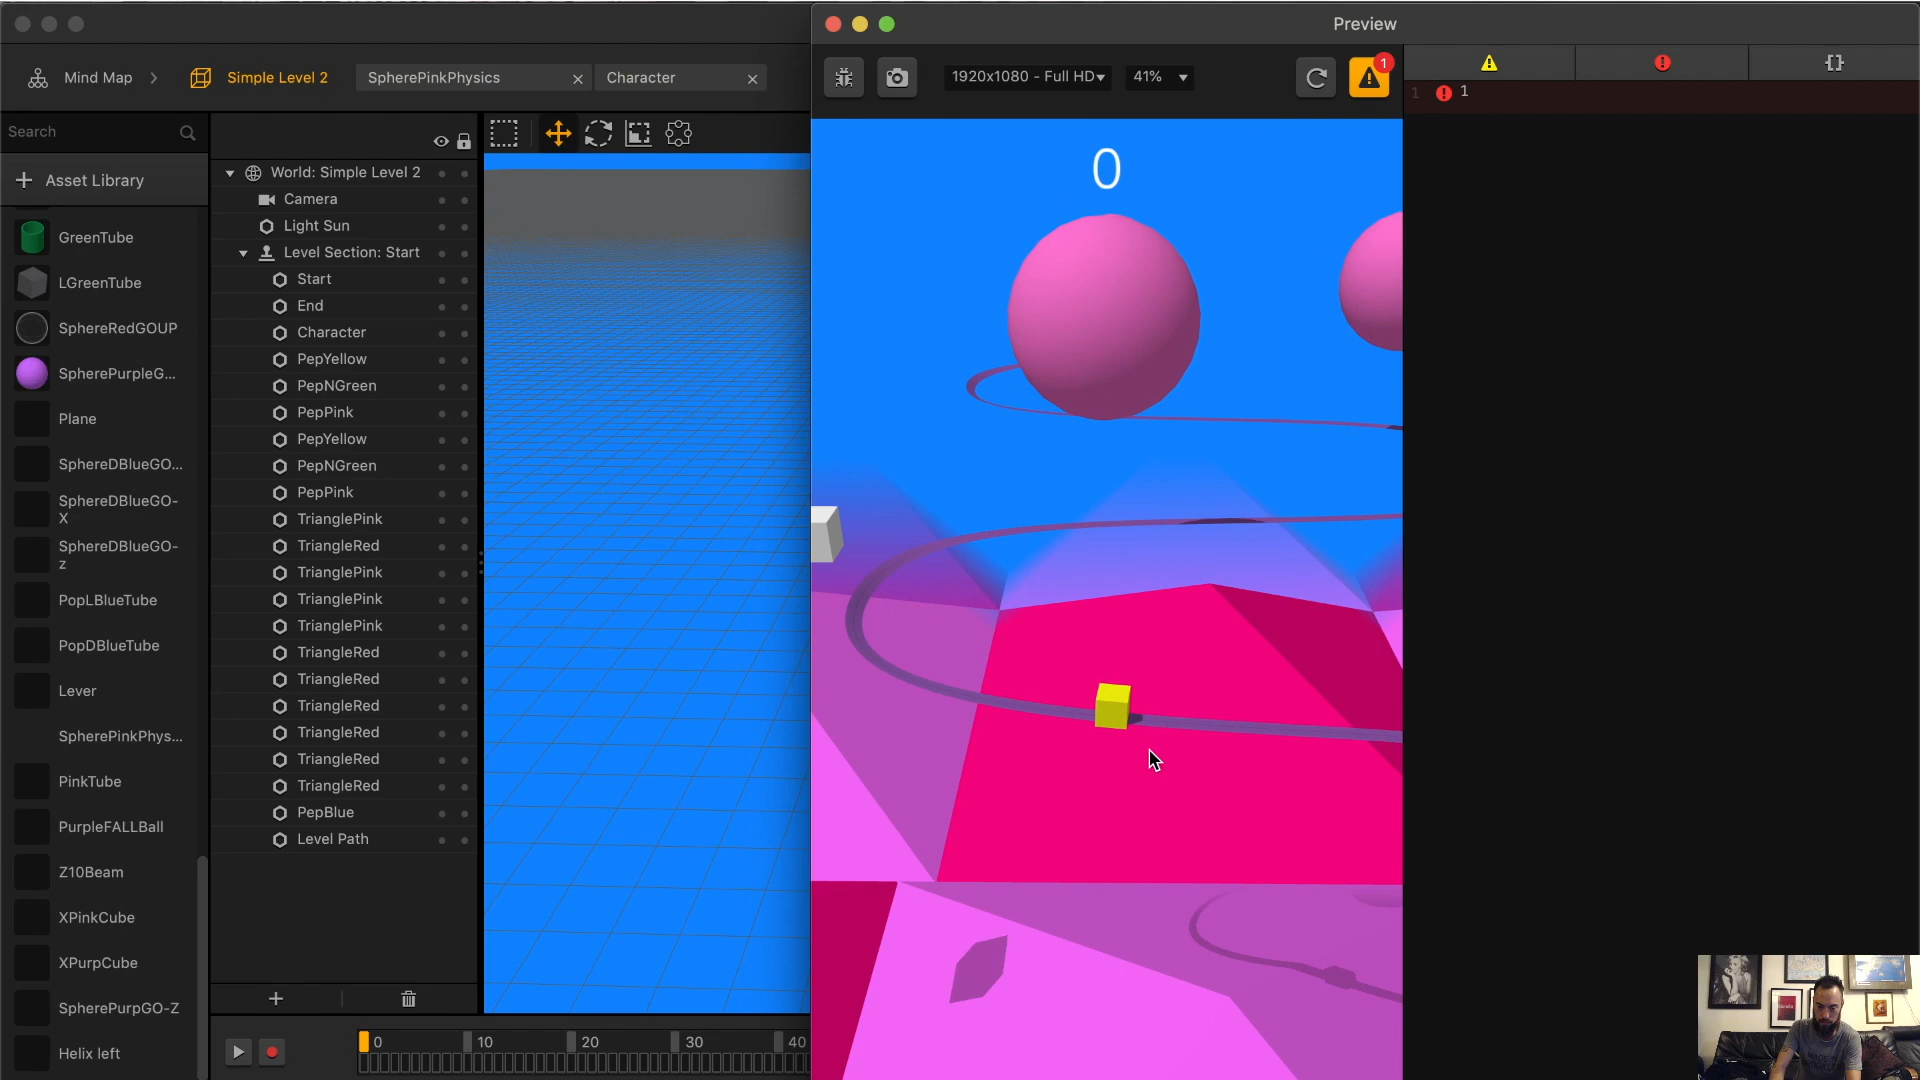 Preview
Mind Map
Simple Level 2
SpherePinkPhysics
Character
1920x1080 - Full HD
41%
1
1
1
Search
Asset Library
GreenTube
LGreenTube
SphereRedGOUP
SpherePurpleG...
Plane
SphereDBlueGO...
SphereDBlueGO-
X
SphereDBlueGO-
z
PopLBlueTube
PopDBlueTube
Lever
SpherePinkPhys...
PinkTube
PurpleFALLBall
Z10Beam
XPinkCube
XPurpCube
SpherePurpGO-Z
Helix left
World: Simple Level 2
Camera
Light Sun
Level Section: Start
Start
End
Character
PepYellow
PepNGreen
PepPink
PepYellow
PepNGreen
PepPink
TrianglePink
TriangleRed
TrianglePink
TrianglePink
TrianglePink
TriangleRed
TriangleRed
TriangleRed
TriangleRed
TriangleRed
TriangleRed
PepBlue
Level Path
0
10
20
30
40
0